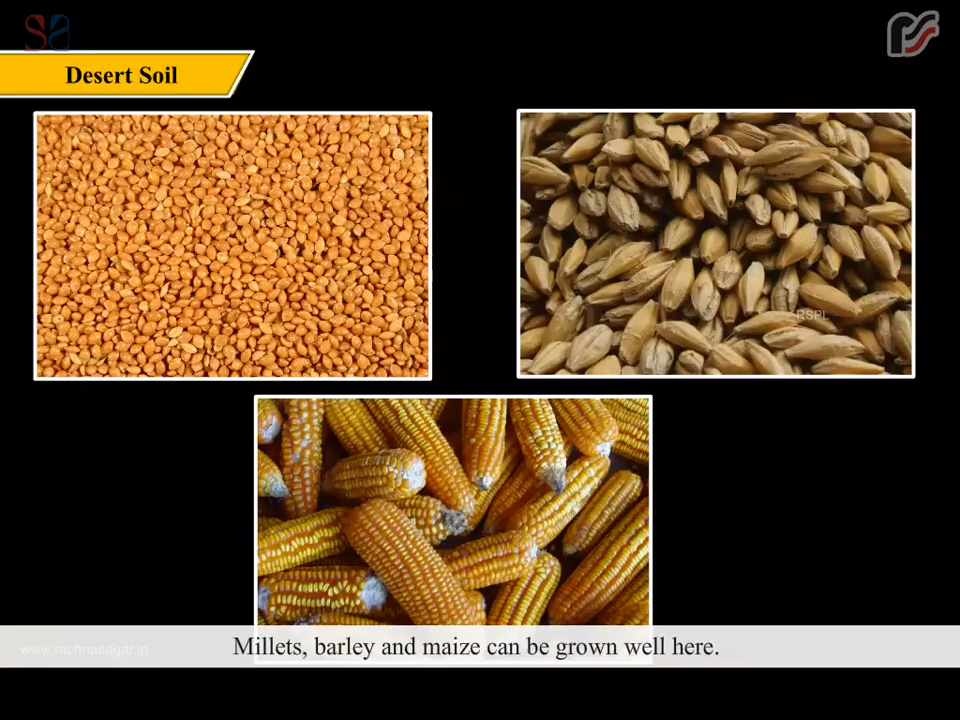 Desert Soil
RSPL
www.rachnasagar.in
Millets, barley and maize can be grown well here.